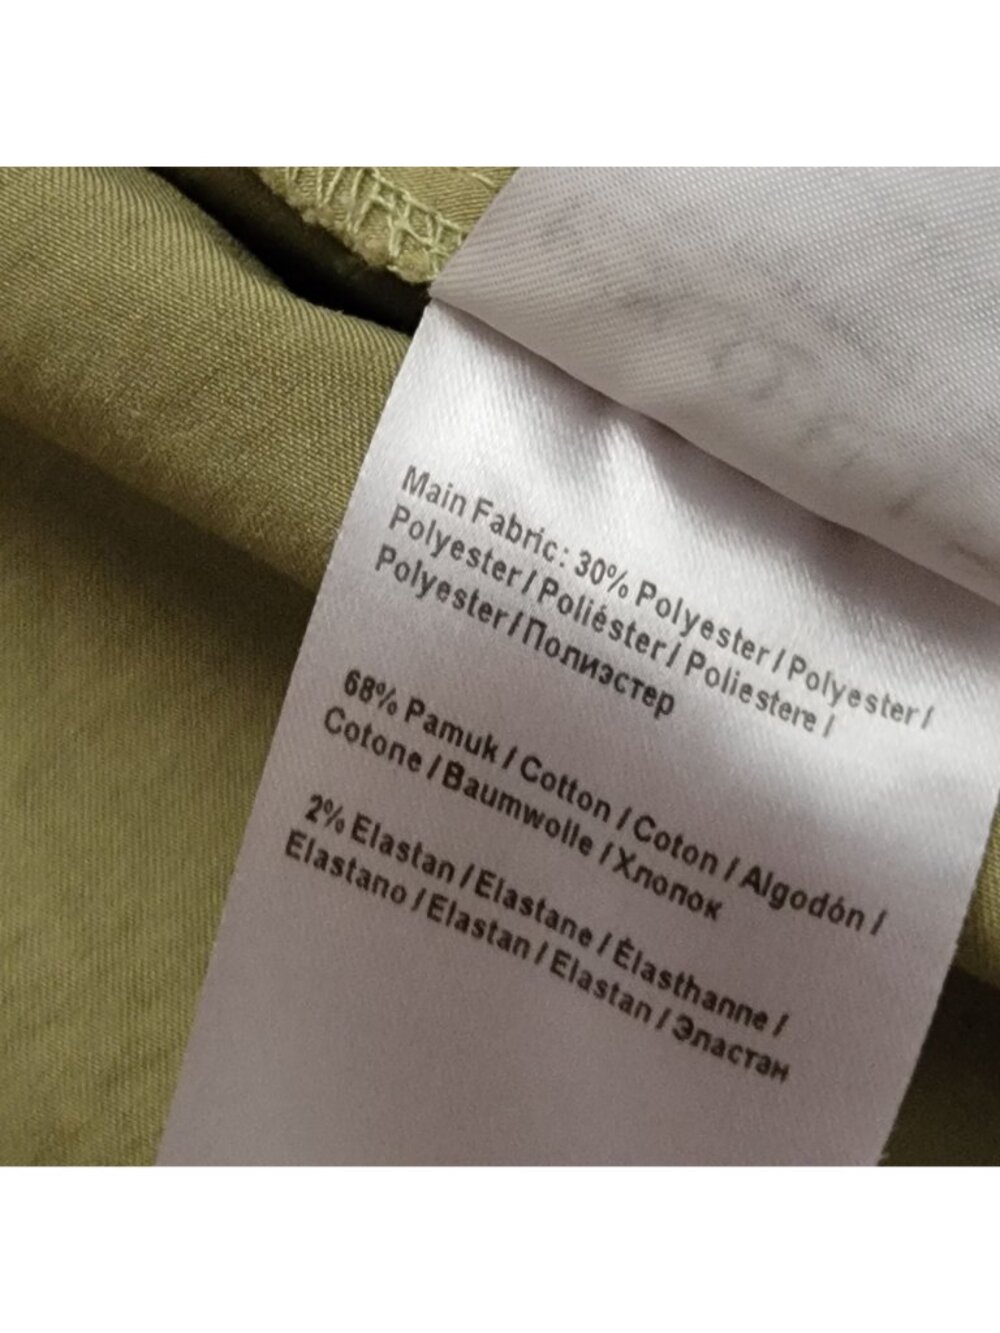 Main Fabric: 30% Polyester / Polyester /
Polyester / Poliéster / Poliestere /
Polyester / Полиэстер
68% Pamuk / Cotton / Coton / Algodón /
Cotone / Baumwolle / Хлопок
2% Elastan / Elastane / Élasthanne /
Elastano / Elastan / Elastan / Эластан